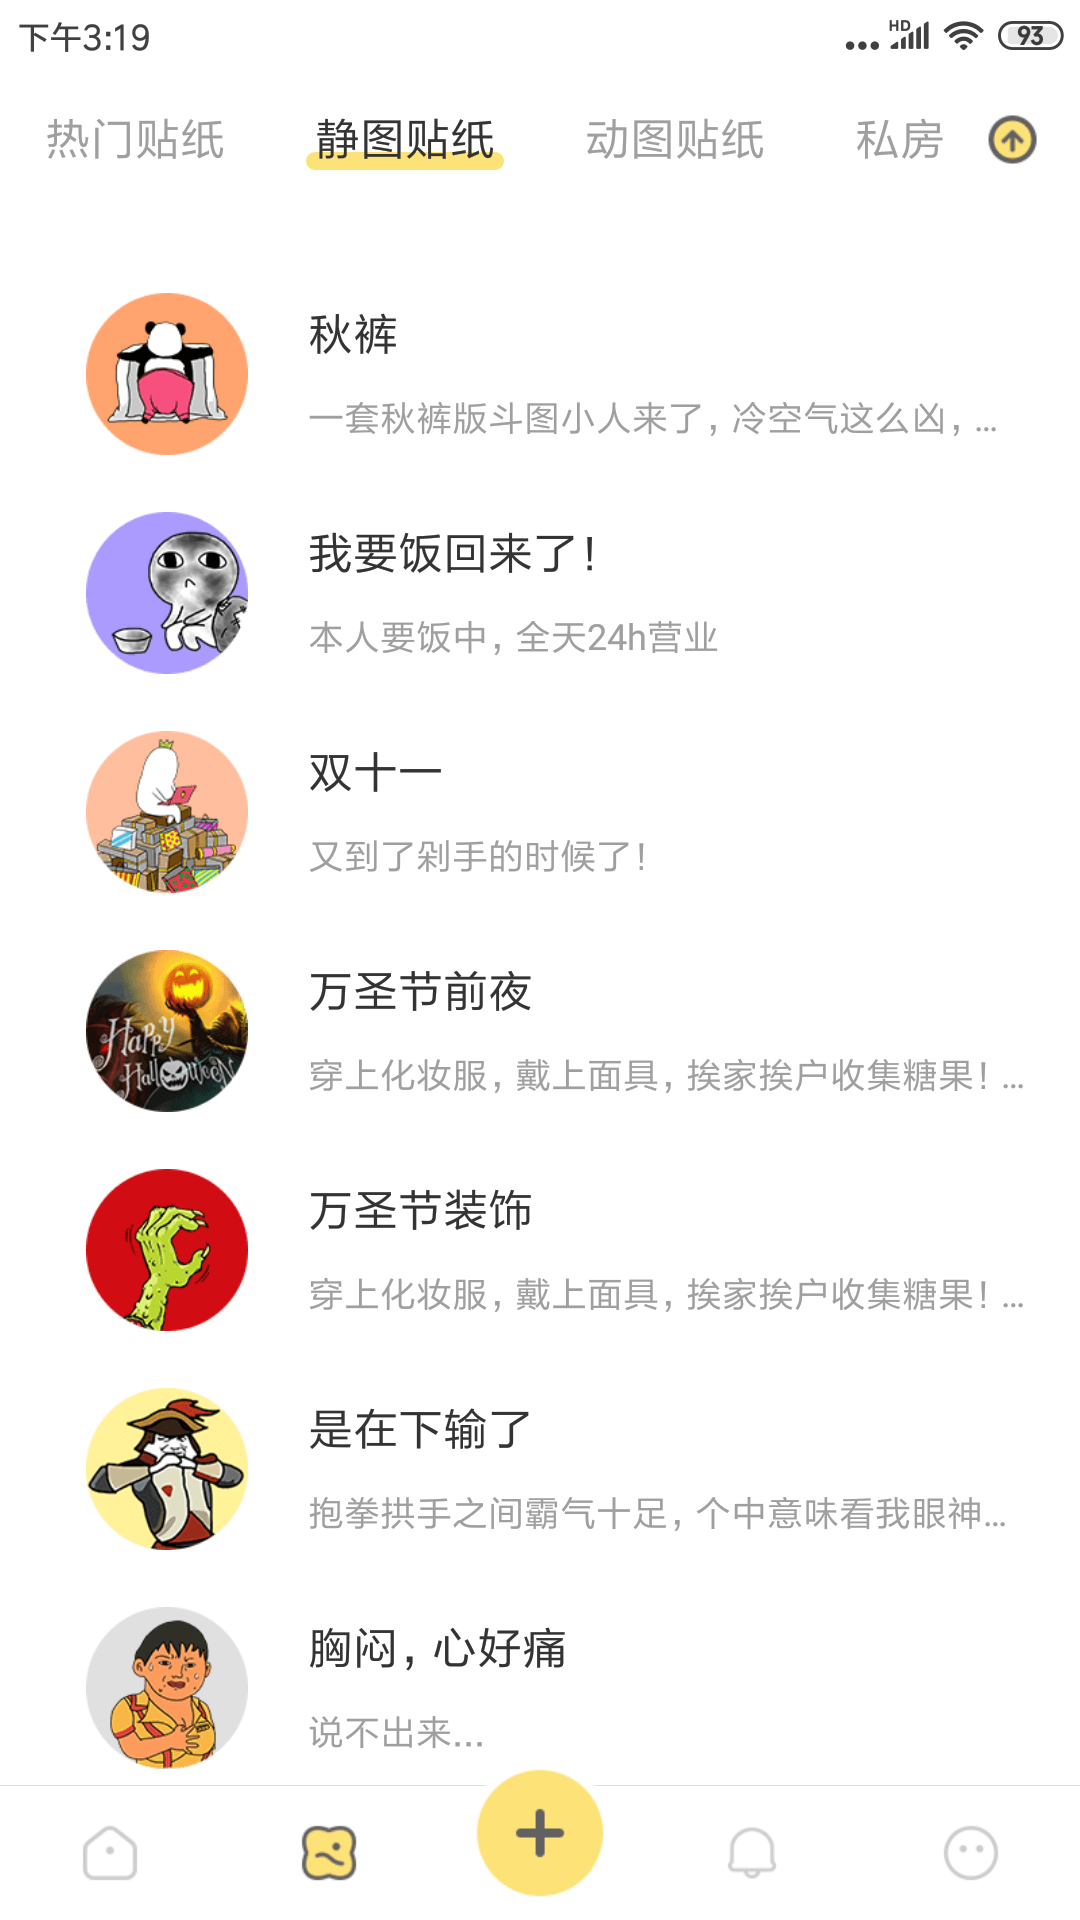 下午3:19
HD
93
热门贴纸 静图贴纸 动图贴纸 私房
秋裤
一套秋裤版斗图小人来了，冷空气这么凶，...
我要饭回来了！
本人要饭中，全天24h营业
双十一
又到了剁手的时候了！
万圣节前夜
穿上化妆服，戴上面具，挨家挨户收集糖果！...
Happy
Halloween
万圣节装饰
穿上化妆服，戴上面具，挨家挨户收集糖果！...
是在下输了
抱拳拱手之间霸气十足，个中意味看我眼神...
胸闷，心好痛
说不出来...